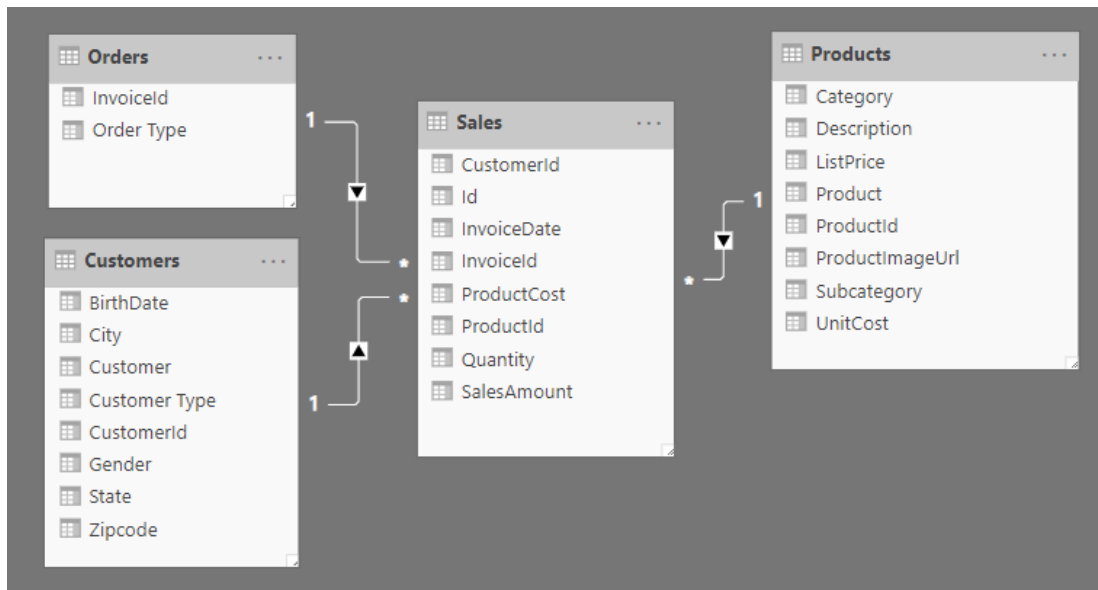 Orders ...
InvoiceId
Order Type
Customers ...
BirthDate
City
Customer
Customer Type
CustomerId
Gender
State
Zipcode
1
*
*
1
Sales ...
CustomerId
Id
InvoiceDate
InvoiceId
ProductCost
ProductId
Quantity
SalesAmount
1
*
Products ...
Category
Description
ListPrice
Product
ProductId
ProductImageUrl
Subcategory
UnitCost